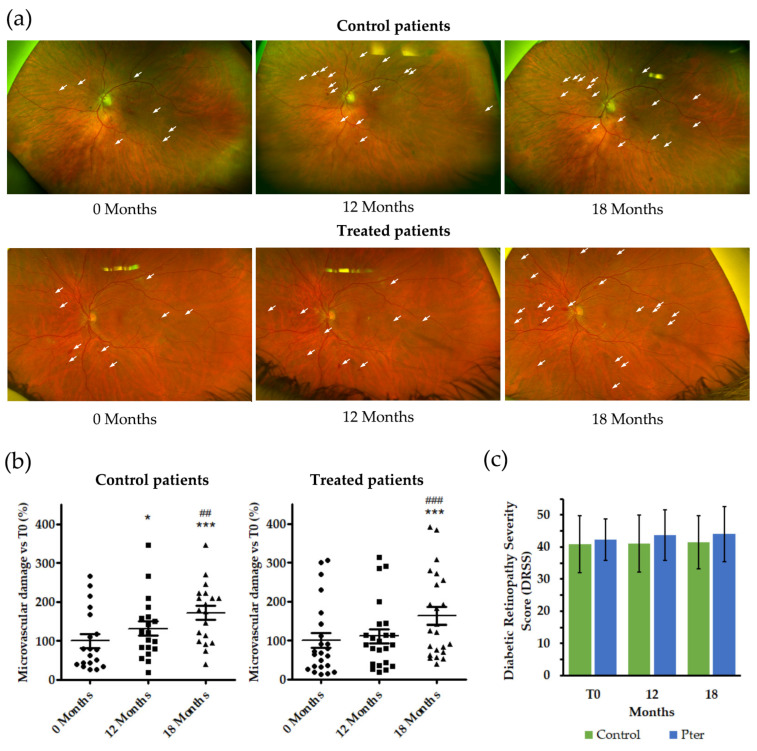 (a)
Control patients
0 Months
12 Months
18 Months
Treated patients
0 Months
12 Months
18 Months
(b)
Control patients
Microvascular damage vs T0 (%)
400
300
200
100
0
*
##
***
0 Months
12 Months
18 Months
Treated patients
Microvascular damage vs T0 (%)
400
300
200
100
0
###
***
0 Months
12 Months
18 Months
(c)
Diabetic Retinopathy Severity
Score (DRSS)
50
40
30
20
10
0
T0
12
18
Months
Control
Pter